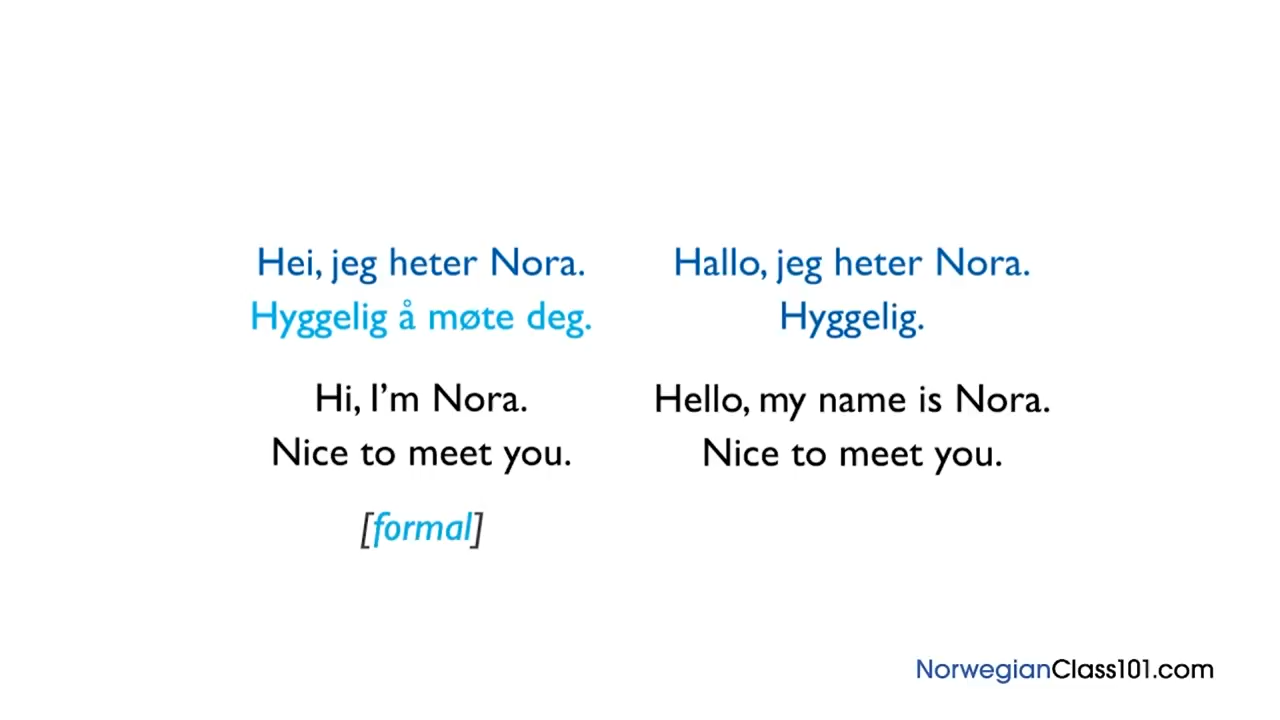 Hei, jeg heter Nora.
Hyggelig å møte deg.
Hi, I'm Nora.
Nice to meet you.
[formal]
Hallo, jeg heter Nora.
Hyggelig.
Hello, my name is Nora.
Nice to meet you.
NorwegianClass101.com